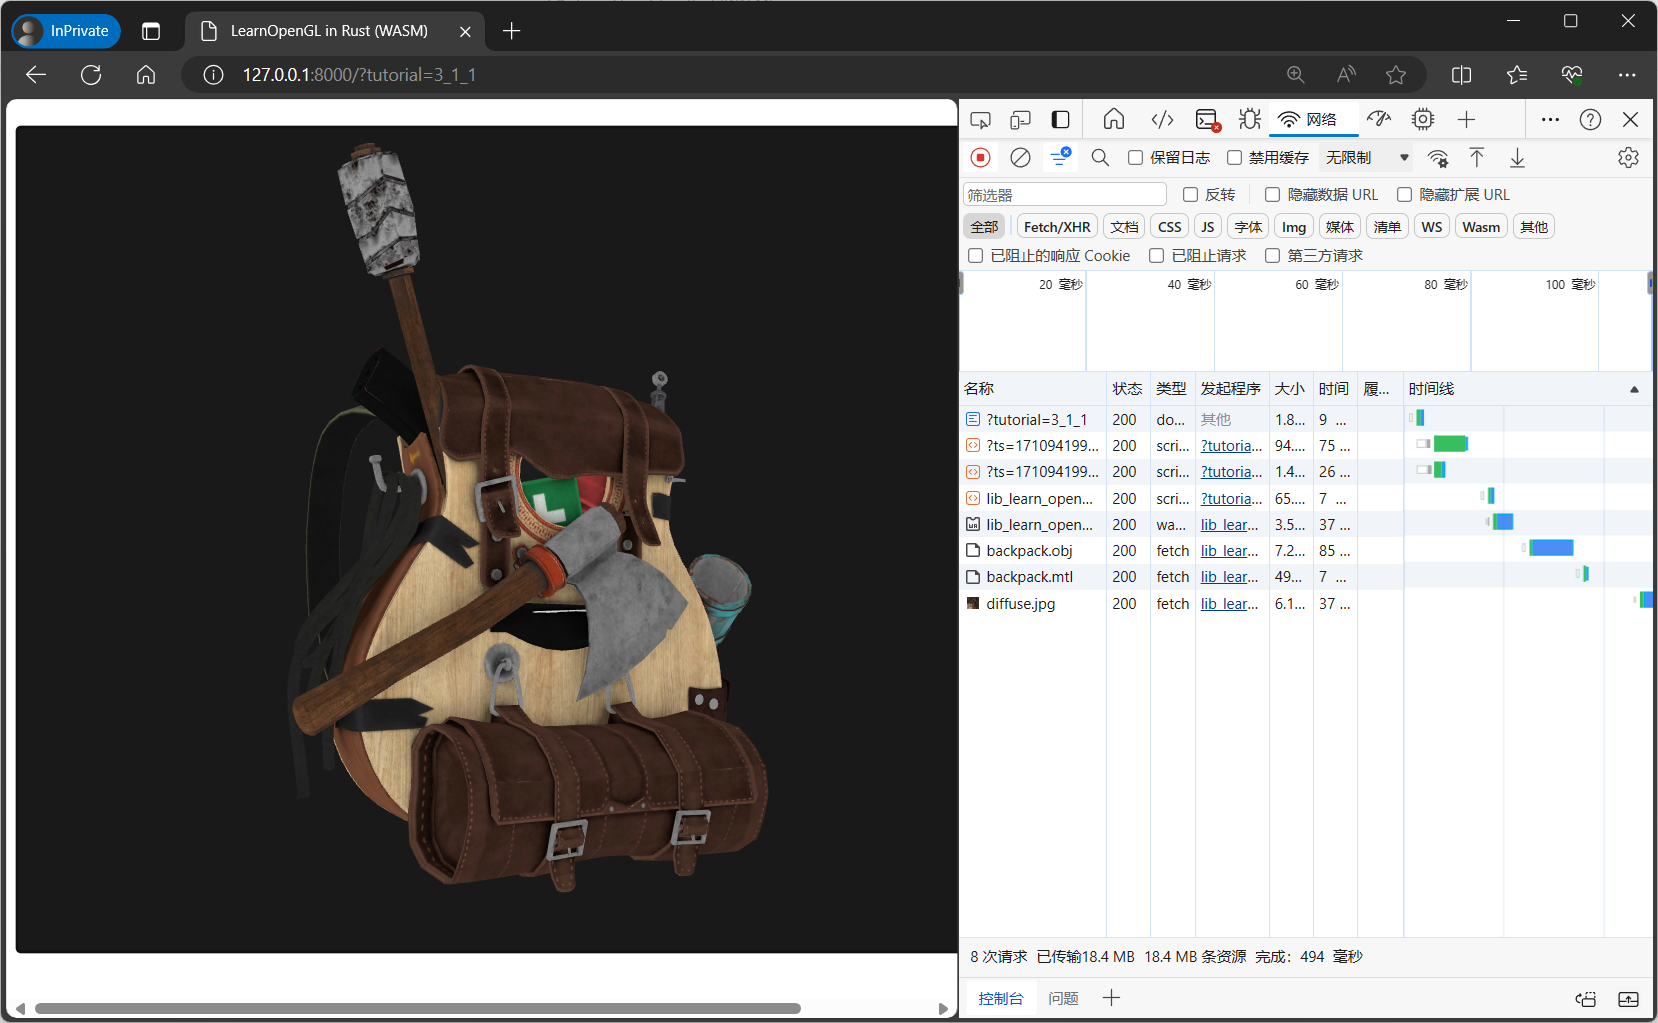 InPrivate
LearnOpenGL in Rust (WASM)
127.0.0.1:8000/?tutorial=3_1_1
网络
保留日志 禁用缓存 无限制
筛选器 反转 隐藏数据 URL 隐藏扩展 URL
全部 Fetch/XHR 文档 CSS JS 字体 Img 媒体 清单 WS Wasm 其他
已阻止的响应 Cookie 已阻止请求 第三方请求
20 毫秒 40 毫秒 60 毫秒 80 毫秒 100 毫秒
名称 状态 类型 发起程序 大小 时间 履... 时间线
?tutorial=3_1_1 200 do... 其他 1.8... 9 ...
?ts=171094199... 200 scri... ?tutoria... 94.... 75 ...
?ts=171094199... 200 scri... ?tutoria... 1.4... 26 ...
lib_learn_open... 200 scri... ?tutoria... 65.... 7 ...
lib_learn_open... 200 wa... lib_lear... 3.5... 37 ...
backpack.obj 200 fetch lib_lear... 7.2... 85 ...
backpack.mtl 200 fetch lib_lear... 49... 7 ...
diffuse.jpg 200 fetch lib_lear... 6.1... 37 ...
8 次请求 已传输18.4 MB 18.4 MB 条资源 完成: 494 毫秒
控制台 问题